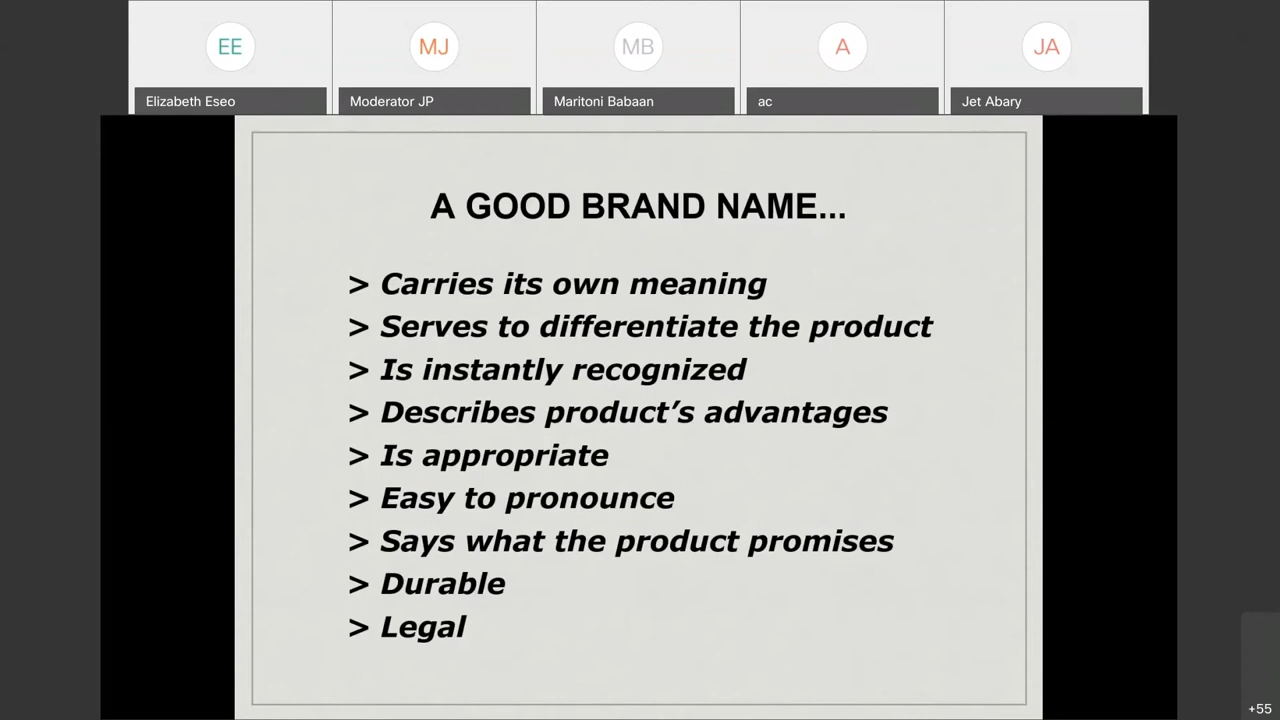 EE
MJ
MB
A
JA
Elizabeth Eseo
Moderator JP
Maritoni Babaan
ac
Jet Abary
A GOOD BRAND NAME...
> Carries its own meaning
> Serves to differentiate the product
> Is instantly recognized
> Describes product’s advantages
> Is appropriate
> Easy to pronounce
> Says what the product promises
> Durable
> Legal
+55